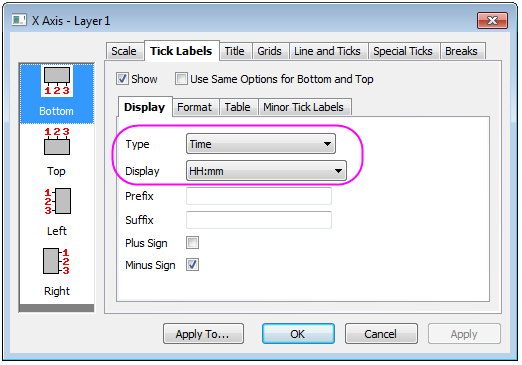 X Axis - Layer1
Scale Tick Labels Title Grids Line and Ticks Special Ticks Breaks
Show Use Same Options for Bottom and Top
Display Format Table Minor Tick Labels
Type Time
Display HH:mm
Prefix
Suffix
Plus Sign
Minus Sign
1 2 3
Bottom
1 2 3
Top
1
2
3
Left
1
2
3
Right
Apply To... OK Cancel Apply